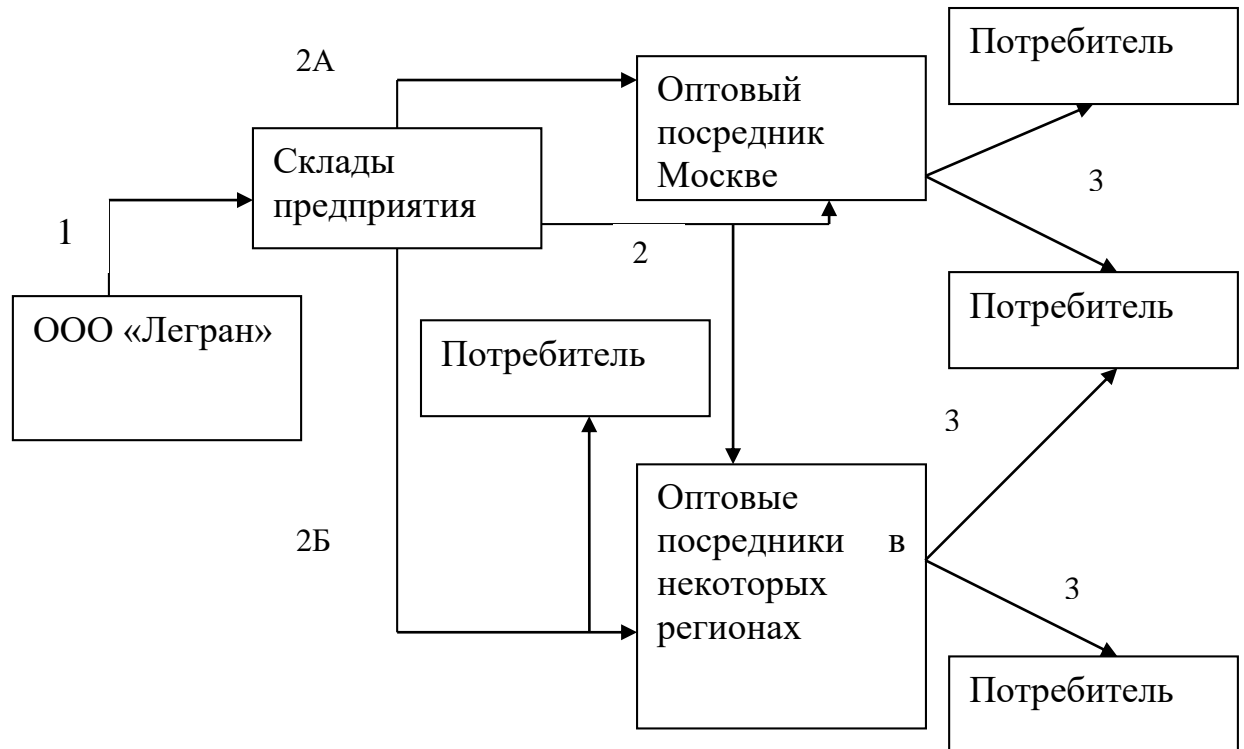 Потребитель
2А
Оптовый
посредник
Москве
Склады
предприятия
3
1
2
ООО «Легран»
Потребитель
Потребитель
3
Оптовые
посредники в
некоторых
регионах
2Б
3
Потребитель